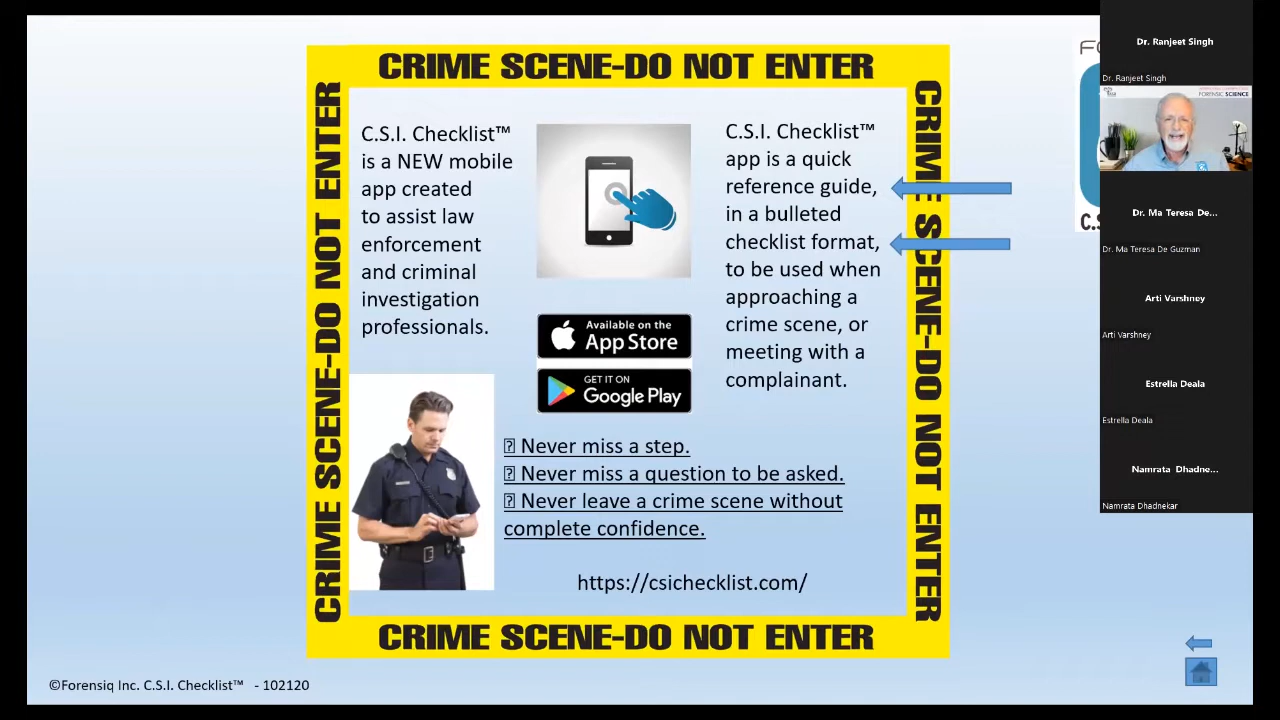 CRIME SCENE-DO NOT ENTER
CRIME SCENE-DO NOT ENTER
CRIME SCENE-DO NOT ENTER
C.S.I. Checklist™
is a NEW mobile
app created
to assist law
enforcement
and criminal
investigation
professionals.
Available on the
App Store
GET IT ON
Google Play
C.S.I. Checklist™
app is a quick
reference guide,
in a bulleted
checklist format,
to be used when
approaching a
crime scene, or
meeting with a
complainant.
Never miss a step.
Never miss a question to be asked.
Never leave a crime scene without
complete confidence.
https://csichecklist.com/
CRIME SCENE-DO NOT ENTER
©Forensiq Inc. C.S.I. Checklist™ - 102120
FO
C.S
Dr. Ranjeet Singh
Dr. Ranjeet Singh
FORENSIC SCIENCE
Dr. Ma Teresa De...
Dr. Ma Teresa De Guzman
Arti Varshney
Arti Varshney
Estrella Deala
Estrella Deala
Namrata Dhadne...
Namrata Dhadnekar